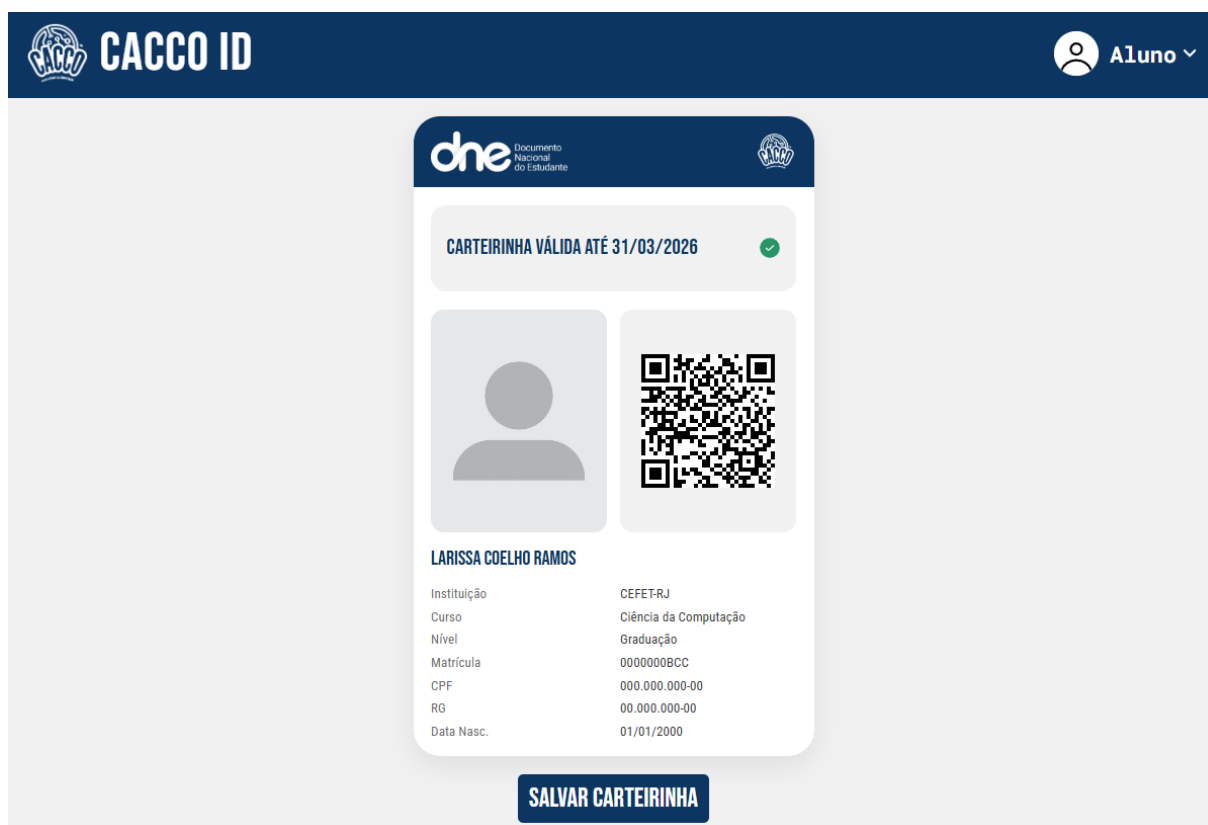 CACCO
CACCO ID
Aluno
dne
Documento
Nacional
do Estudante
CACCO
CARTEIRINHA VÁLIDA ATÉ 31/03/2026
LARISSA COELHO RAMOS
Instituição CEFET-RJ
Curso Ciência da Computação
Nível Graduação
Matrícula 0000000BCC
CPF 000.000.000-00
RG 00.000.000-00
Data Nasc. 01/01/2000
SALVAR CARTEIRINHA